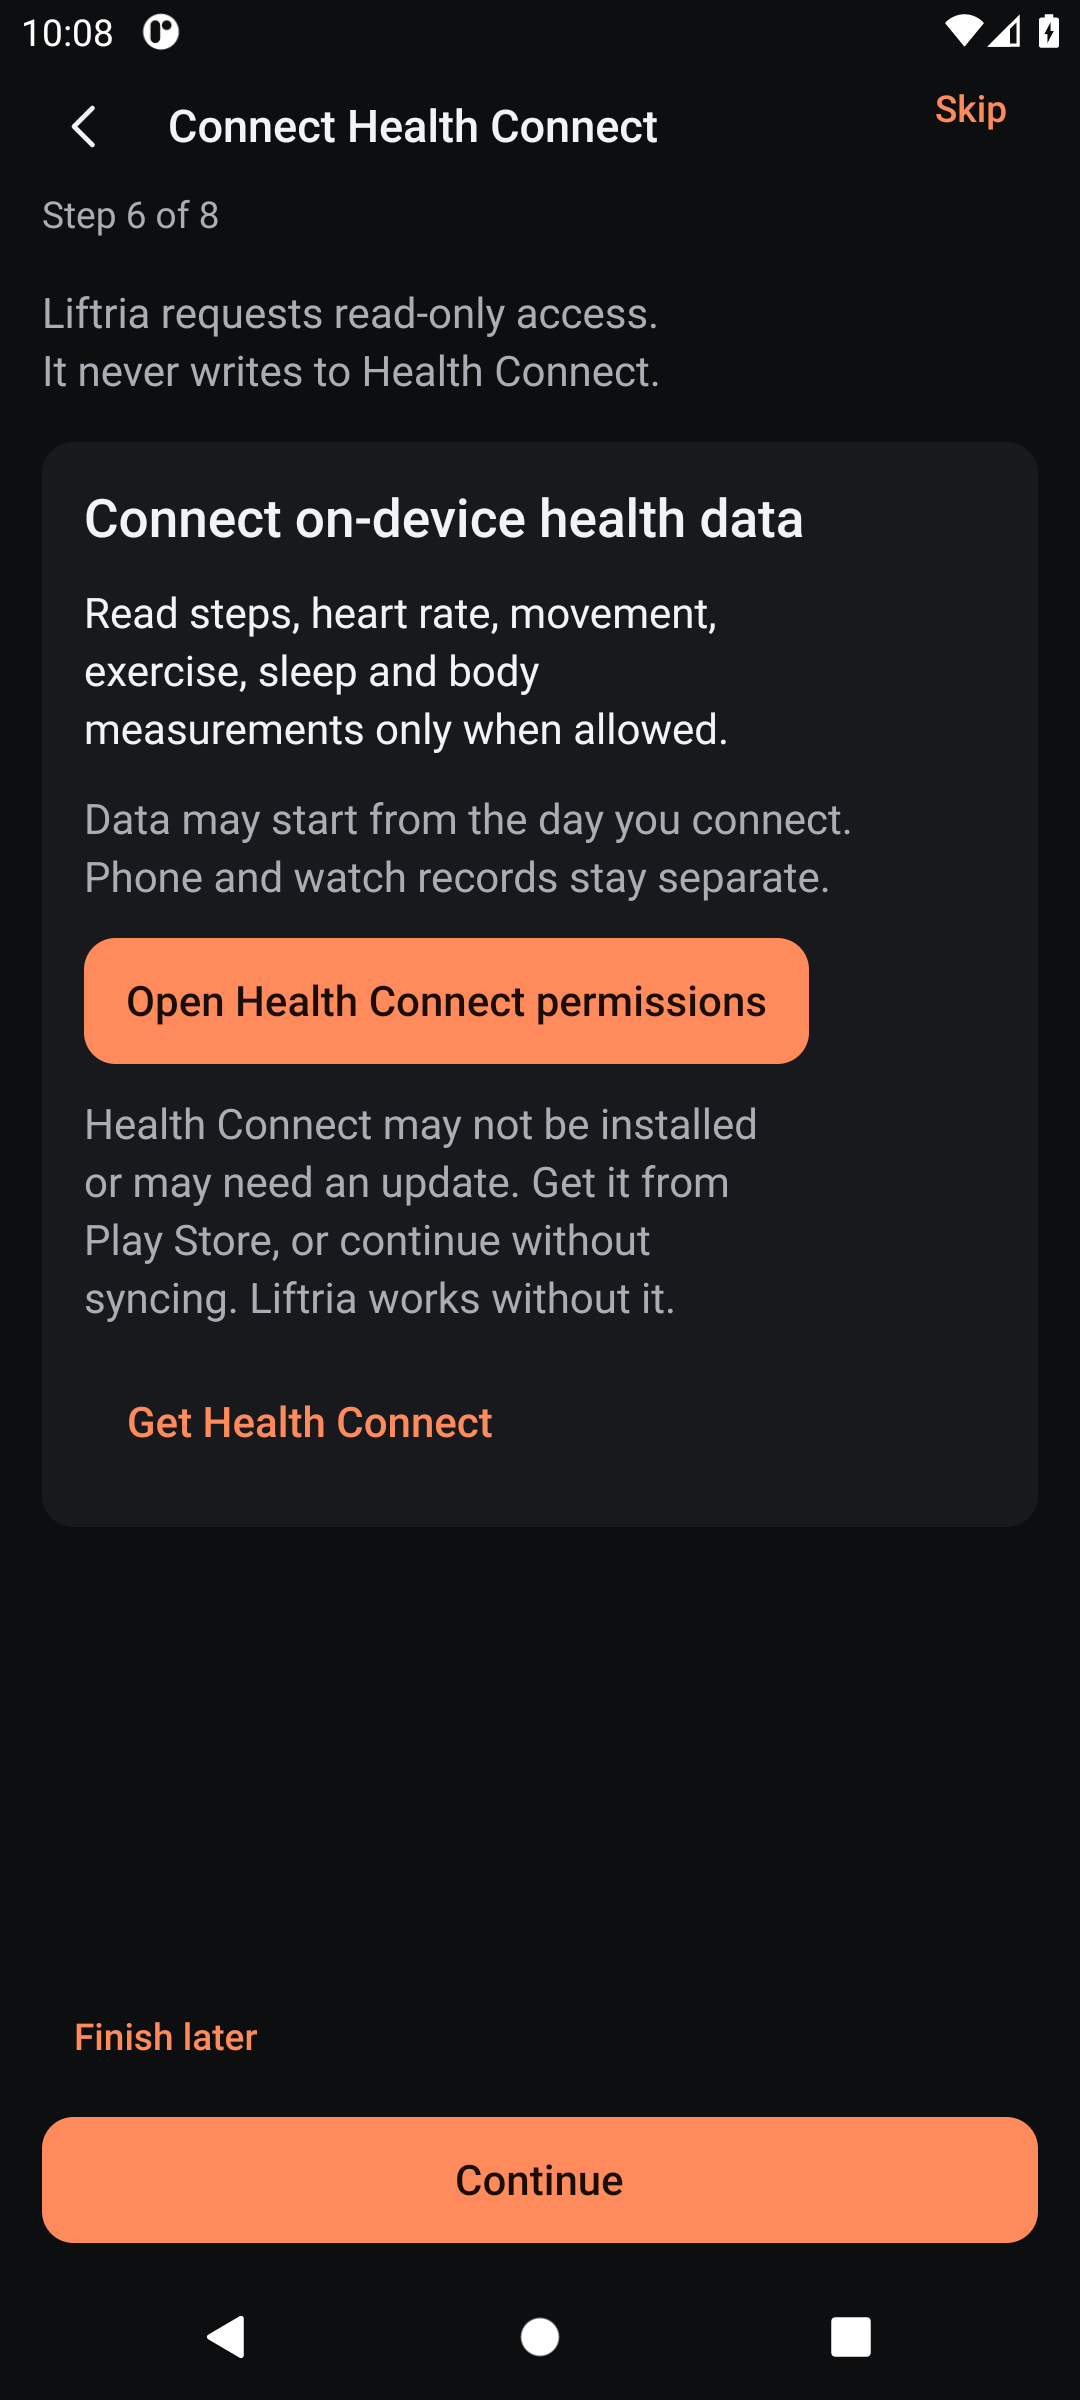 10:08
Connect Health Connect
Skip
Step 6 of 8
Liftria requests read-only access.
It never writes to Health Connect.
Connect on-device health data
Read steps, heart rate, movement,
exercise, sleep and body
measurements only when allowed.
Data may start from the day you connect.
Phone and watch records stay separate.
Open Health Connect permissions
Health Connect may not be installed
or may need an update. Get it from
Play Store, or continue without
syncing. Liftria works without it.
Get Health Connect
Finish later
Continue